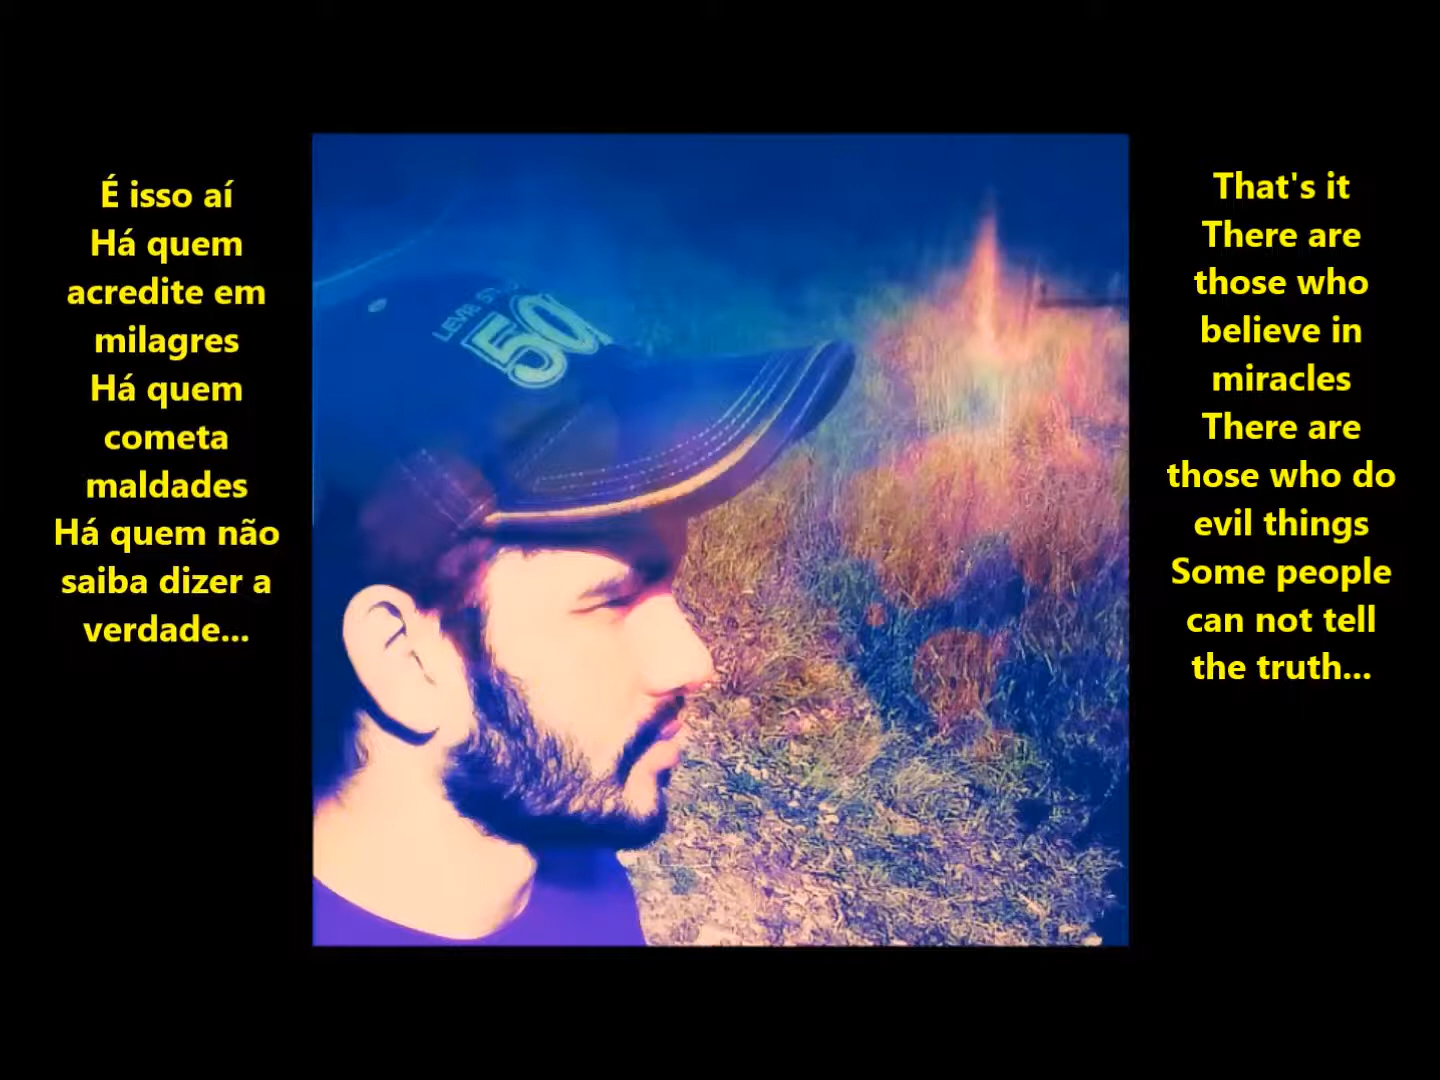 É isso aí
Há quem
acredite em
milagres
Há quem
cometa
maldades
Há quem não
saiba dizer a
verdade...
LEVIS
50
That's it
There are
those who
believe in
miracles
There are
those who do
evil things
Some people
can not tell
the truth...